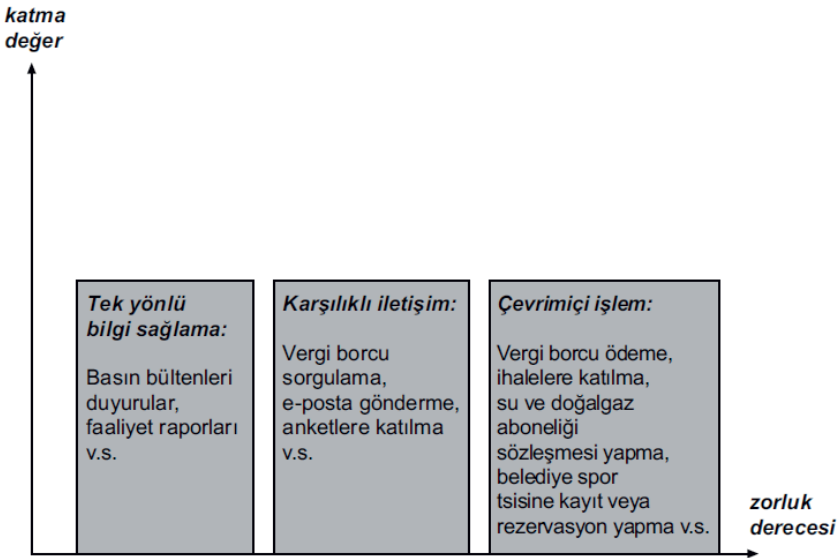 katma
değer
Tek yönlü
bilgi sağlama:
Basın bültenleri
duyurular,
faaliyet raporları
v.s.
Karşılıklı iletişim:
Vergi borcu
sorgulama,
e-posta gönderme,
anketlere katılma
v.s.
Çevrimiçi işlem:
Vergi borcu ödeme,
ihalelere katılma,
su ve doğalgaz
aboneliği
sözleşmesi yapma,
belediye spor
tsisine kayıt veya
rezervasyon yapma v.s.
zorluk
derecesi